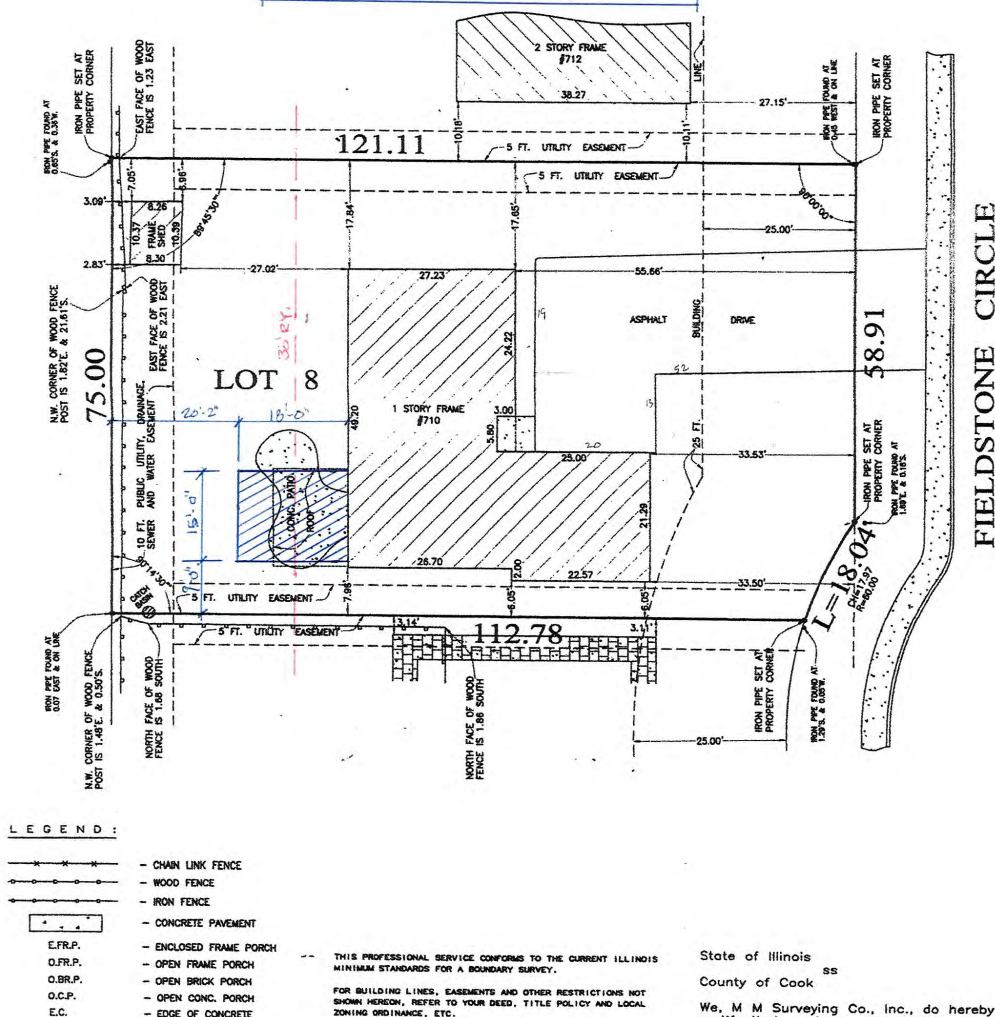 2 STORY FRAME
#712
38.27
27.15'
10.18'
10.11'
LINE
IRON PIPE FOUND AT
0.65'S. & 0.38'W.
IRON PIPE SET AT
PROPERTY CORNER
EAST FACE OF WOOD
FENCE IS 1.23 EAST
IRON PIPE FOUND AT
0.45 WEST & ON LINE
IRON PIPE SET AT
PROPERTY CORNER
121.11
5 FT. UTILITY EASEMENT
5 FT. UTILITY EASEMENT
7.05'
6.96'
3.09'
8.26
10.37
FRAME
SHED
10.39
8.30
2.83'
89°45'30"
90°00'00"
17.84'
17.65'
25.00'
27.02'
27.23
55.66'
N.W. CORNER OF WOOD FENCE
POST IS 1.82'E. & 21.61'S.
EAST FACE OF WOOD
FENCE IS 2.21 EAST
75.00
30' RY.
LOT 8
24.22
19
ASPHALT
BUILDING
DRIVE
58.91
FIELDSTONE CIRCLE
52
15
20'-2"
18'-0"
1 STORY FRAME
#710
49.20
3.00
5.80
20
25.00
33.53'
25 FT.
10 FT. PUBLIC UTILITY, DRAINAGE,
SEWER AND WATER EASEMENT
15'-0"
CONC. PATIO
ROOF
21.29
IRON PIPE SET AT
PROPERTY CORNER
IRON PIPE FOUND AT
1.89'E. & 0.16'S.
90°14'30"
9'0"
26.70
2.00
22.57
33.50'
L=18.04'
CH=17.97
R=60.00
CATCH
BASIN
5 FT. UTILITY EASEMENT
7.96'
6.05'
6.05'
5 FT. UTILITY EASEMENT
3.14'
112.78
3.11'
IRON PIPE FOUND AT
0.07 EAST & ON LINE
N.W. CORNER OF WOOD FENCE
POST IS 1.48'E. & 0.50'S.
NORTH FACE OF WOOD
FENCE IS 1.68 SOUTH
NORTH FACE OF WOOD
FENCE IS 1.86 SOUTH
25.00'
IRON PIPE SET AT
PROPERTY CORNER
IRON PIPE FOUND AT
1.29'S. & 0.05'W.
LEGEND:
- CHAIN LINK FENCE
- WOOD FENCE
- IRON FENCE
- CONCRETE PAVEMENT
E.FR.P. - ENCLOSED FRAME PORCH
O.FR.P. - OPEN FRAME PORCH
O.BR.P. - OPEN BRICK PORCH
O.C.P. - OPEN CONC. PORCH
E.C. - EDGE OF CONCRETE
THIS PROFESSIONAL SERVICE CONFORMS TO THE CURRENT ILLINOIS
MINIMUM STANDARDS FOR A BOUNDARY SURVEY.
FOR BUILDING LINES, EASEMENTS AND OTHER RESTRICTIONS NOT
SHOWN HEREON, REFER TO YOUR DEED, TITLE POLICY AND LOCAL
ZONING ORDINANCE, ETC.
State of Illinois
ss
County of Cook
We, M M Surveying Co., Inc., do hereby